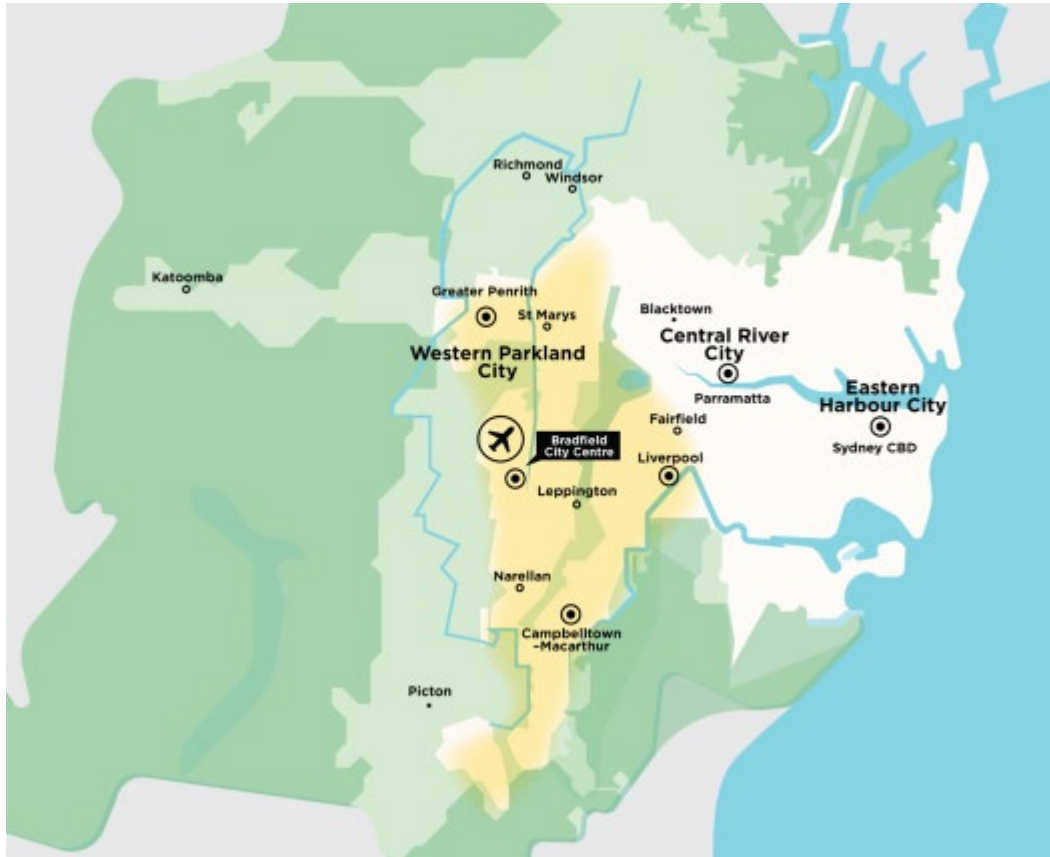 Richmond
Windsor
Katoomba
Greater Penrith
St Marys
Blacktown
Central River
City
Western Parkland
City
Parramatta
Eastern
Harbour City
Fairfield
Sydney CBD
Bradfield
City Centre
Liverpool
Leppington
Narellan
Campbelltown
-Macarthur
Picton